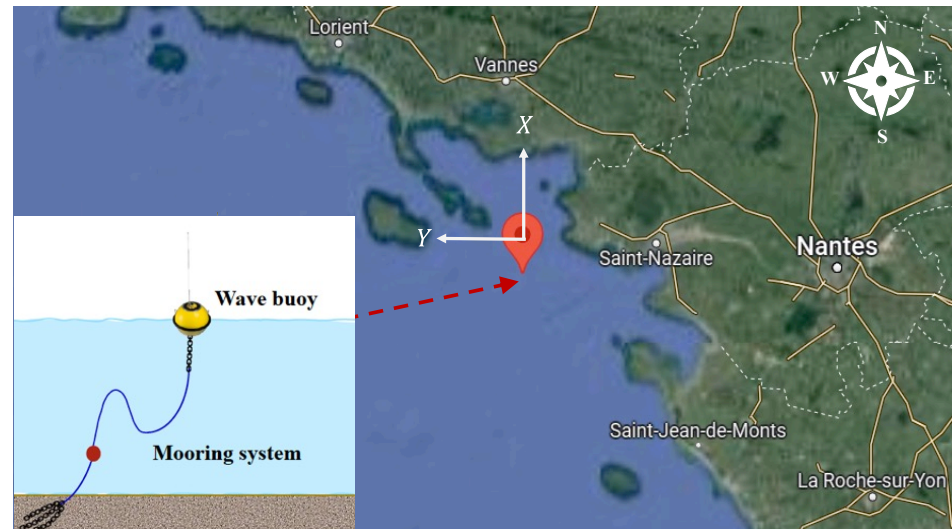 Lorient
Vannes
N
W
E
S
X
Y
Saint-Nazaire
Nantes
Wave buoy
Mooring system
Saint-Jean-de-Monts
La Roche-sur-Yon